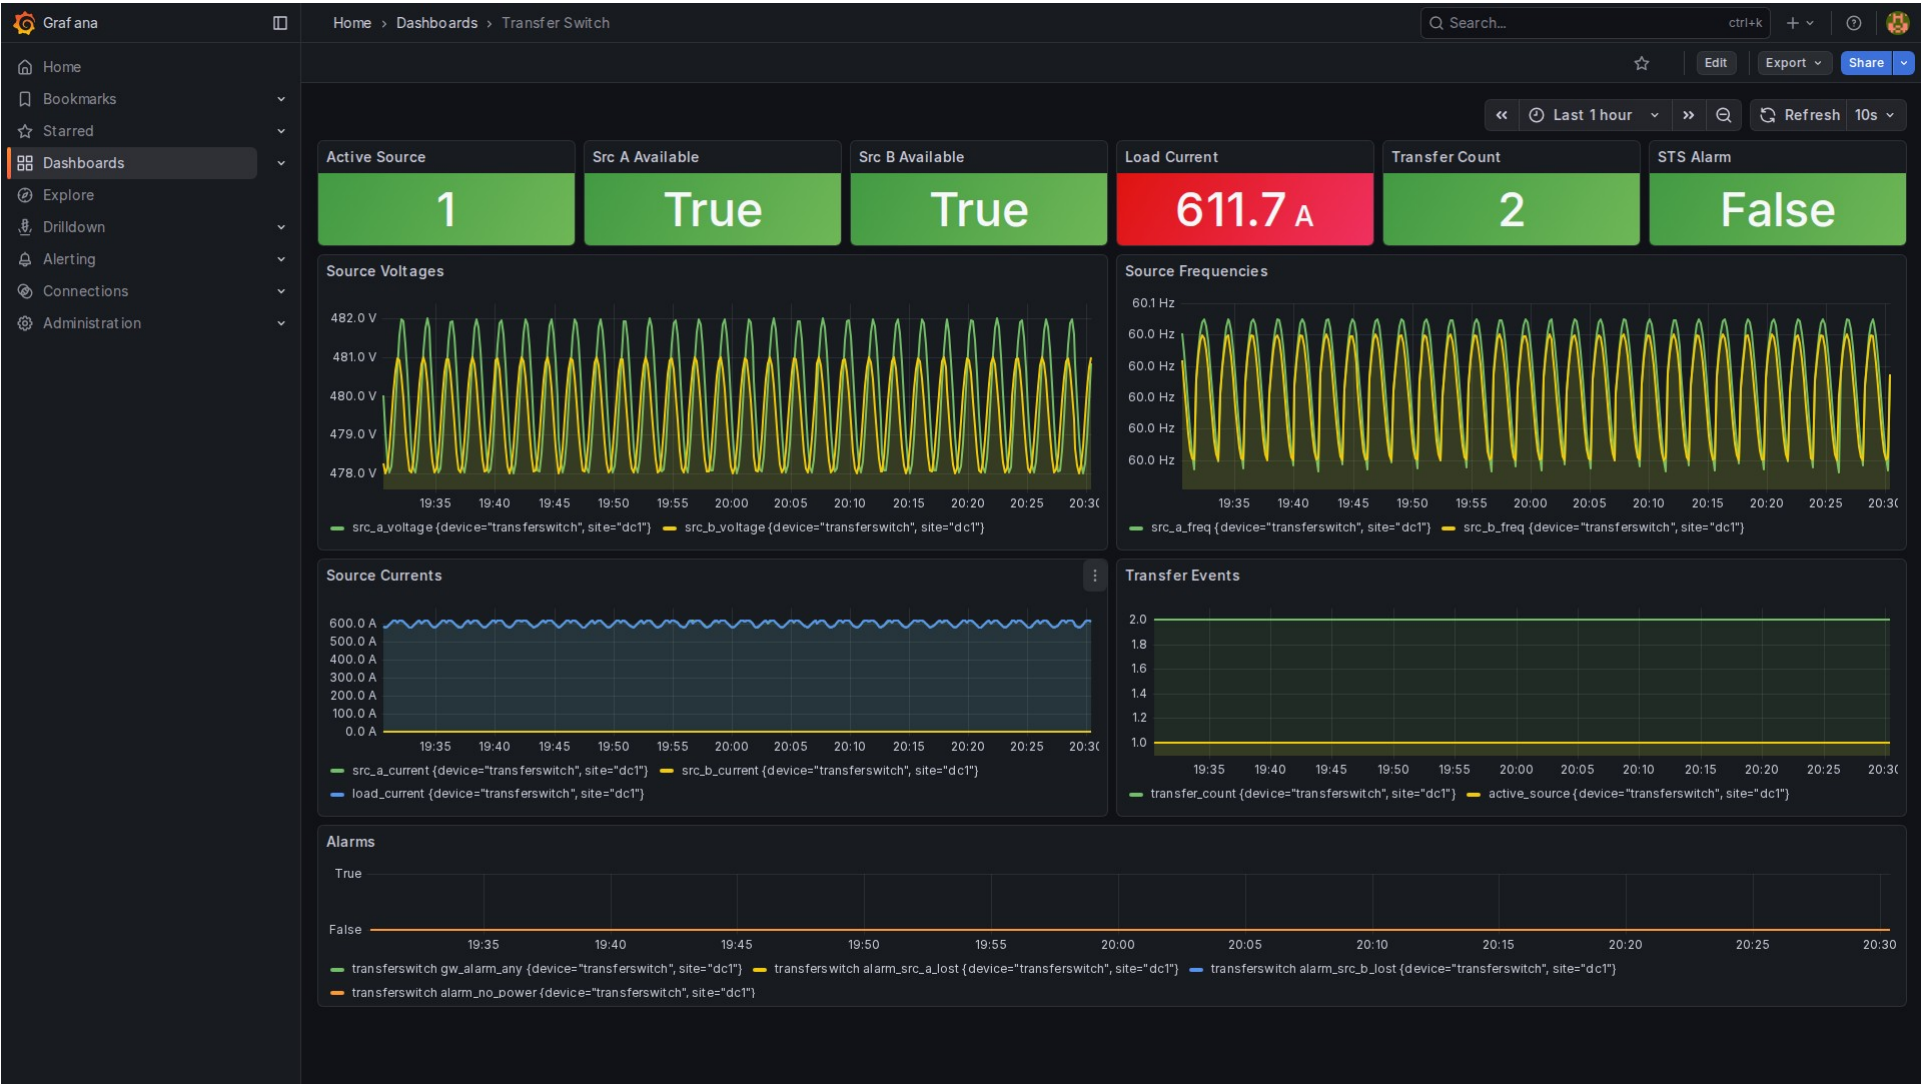 Grafana
Home › Dashboards › Transfer Switch
Search...
ctrl+k
Home
Bookmarks
Starred
Dashboards
Explore
Drilldown
Alerting
Connections
Administration
Edit
Export
Share
Last 1 hour
Refresh
10s
Active Source
1
Src A Available
True
Src B Available
True
Load Current
611.7 A
Transfer Count
2
STS Alarm
False
Source Voltages
482.0 V
481.0 V
480.0 V
479.0 V
478.0 V
19:35 19:40 19:45 19:50 19:55 20:00 20:05 20:10 20:15 20:20 20:25 20:30
src_a_voltage {device="transferswitch", site="dc1"} src_b_voltage {device="transferswitch", site="dc1"}
Source Frequencies
60.1 Hz
60.0 Hz
60.0 Hz
60.0 Hz
60.0 Hz
60.0 Hz
19:35 19:40 19:45 19:50 19:55 20:00 20:05 20:10 20:15 20:20 20:25 20:30
src_a_freq {device="transferswitch", site="dc1"} src_b_freq {device="transferswitch", site="dc1"}
Source Currents
600.0 A
500.0 A
400.0 A
300.0 A
200.0 A
100.0 A
0.0 A
19:35 19:40 19:45 19:50 19:55 20:00 20:05 20:10 20:15 20:20 20:25 20:30
src_a_current {device="transferswitch", site="dc1"} src_b_current {device="transferswitch", site="dc1"}
load_current {device="transferswitch", site="dc1"}
Transfer Events
2.0
1.8
1.6
1.4
1.2
1.0
19:35 19:40 19:45 19:50 19:55 20:00 20:05 20:10 20:15 20:20 20:25 20:30
transfer_count {device="transferswitch", site="dc1"} active_source {device="transferswitch", site="dc1"}
Alarms
True
False
19:35 19:40 19:45 19:50 19:55 20:00 20:05 20:10 20:15 20:20 20:25 20:30
transferswitch gw_alarm_any {device="transferswitch", site="dc1"} transferswitch alarm_src_a_lost {device="transferswitch", site="dc1"} transferswitch alarm_src_b_lost {device="transferswitch", site="dc1"}
transferswitch alarm_no_power {device="transferswitch", site="dc1"}